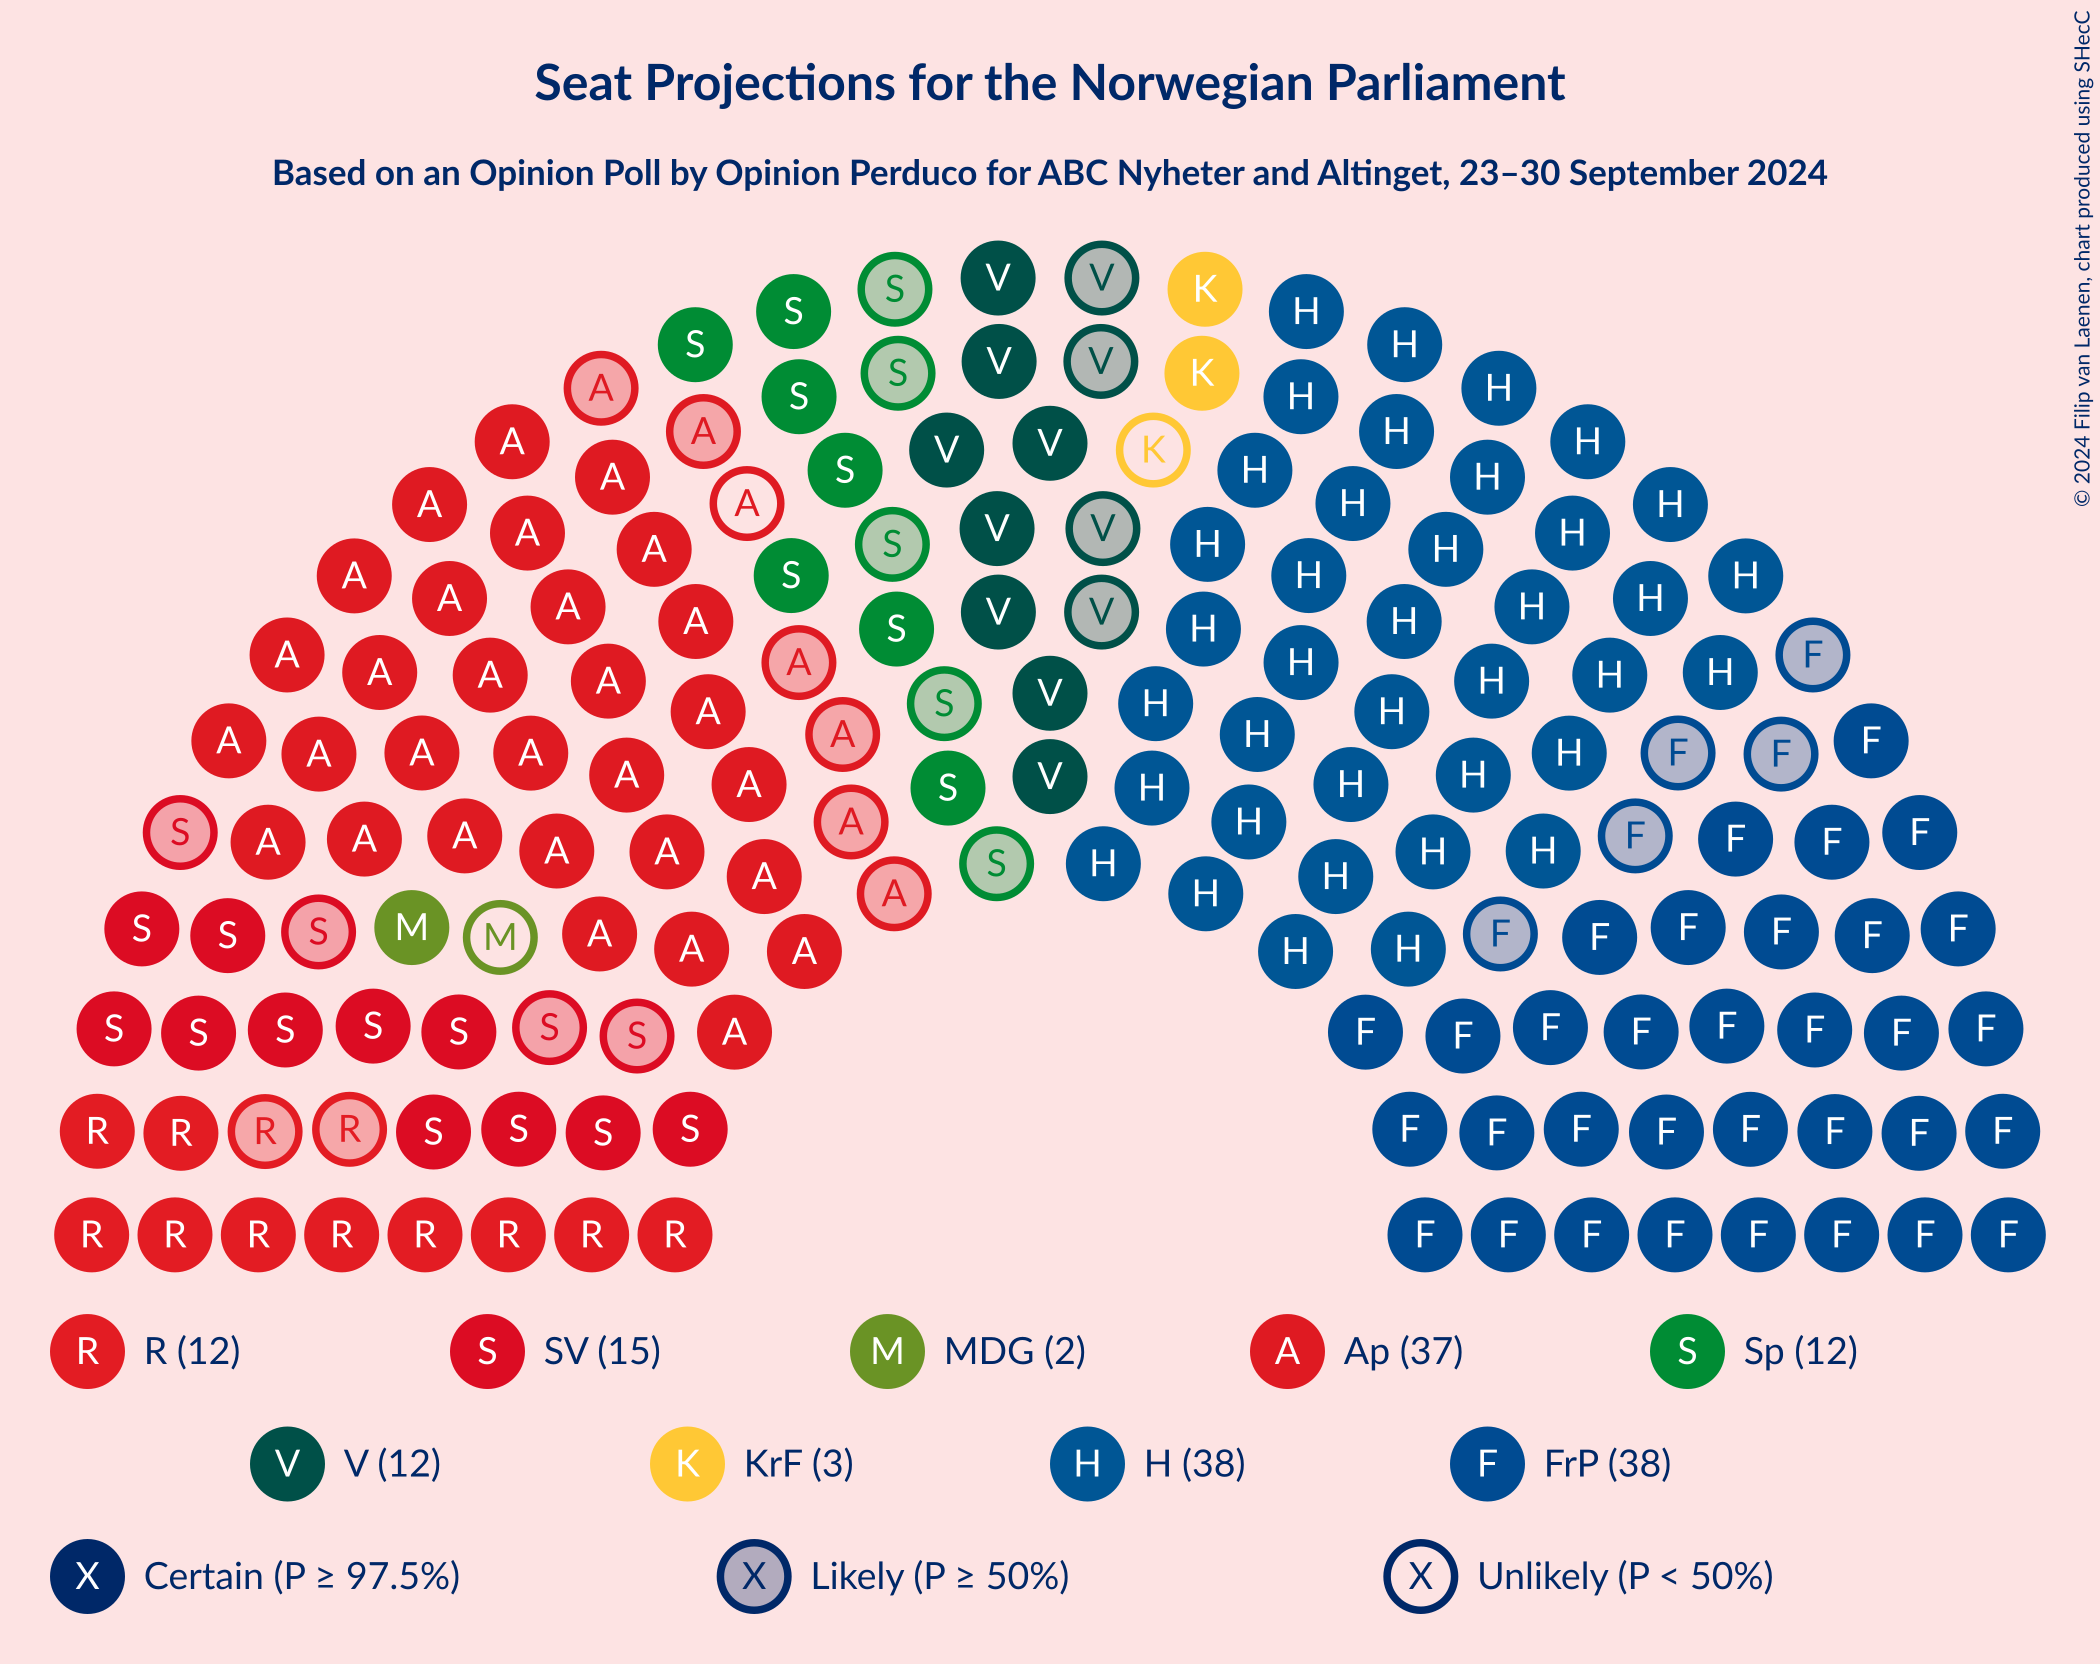 Seat Projections for the Norwegian Parliament
Based on an Opinion Poll by Opinion Perduco for ABC Nyheter and Altinget, 23–30 September 2024
© 2024 Filip van Laenen, chart produced using SHecC
S V V K
S S H H
A S V V K H H
S H
A A S H H
A V V K H
A A S H H
A A H H
A V V H
A S H
A A H H
A S H H
A A V V H H
A S H H
A A H H
A A A H H F
A A H H
A S V H
A A H H
A A H F
A A A A H H F F
A A S V H H
S A A H F
A A A A H H F F F
A A S H H H
S S S M M A A F F F F F
A A A H H H
S S S S S S S A F F F F F F F F
R R R R S S S S F F F F F F F F
R R R R R R R R F F F F F F F F
R R (12) S SV (15) M MDG (2) A Ap (37) S Sp (12)
V V (12) K KrF (3) H H (38) F FrP (38)
X Certain (P ≥ 97.5%) X Likely (P ≥ 50%) X Unlikely (P < 50%)